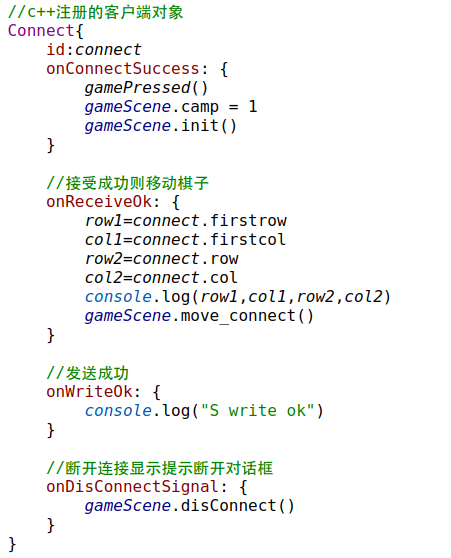 //c++注册的客户端对象
Connect{
    id:connect
    onConnectSuccess: {
        gamePressed()
        gameScene.camp = 1
        gameScene.init()
    }

    //接受成功则移动棋子
    onReceiveOk: {
        row1=connect.firstrow
        col1=connect.firstcol
        row2=connect.row
        col2=connect.col
        console.log(row1,col1,row2,col2)
        gameScene.move_connect()
    }

    //发送成功
    onWriteOk: {
        console.log("S write ok")
    }

    //断开连接显示提示断开对话框
    onDisConnectSignal: {
        gameScene.disConnect()
    }
}